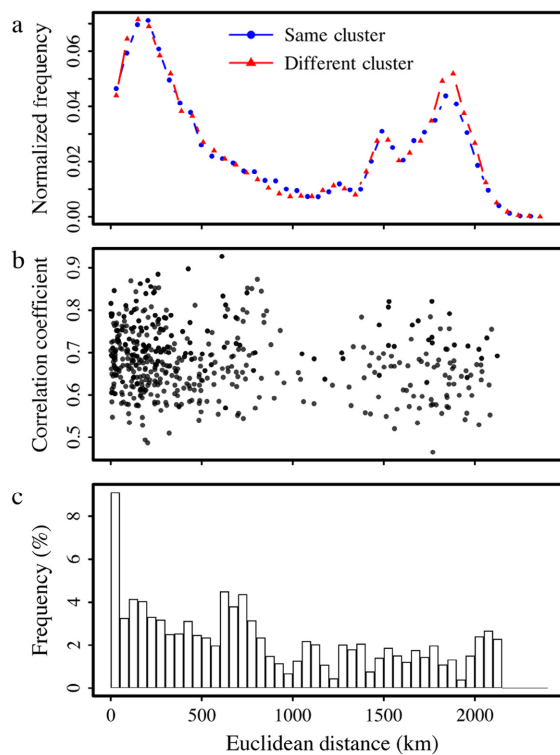 a
Same cluster
Different cluster
Normalized frequency
0.06
0.04
0.02
0.00
b
Correlation coefficient
0.9
0.8
0.7
0.6
0.5
c
Frequency (%)
8
6
4
2
0
0 500 1000 1500 2000
Euclidean distance (km)